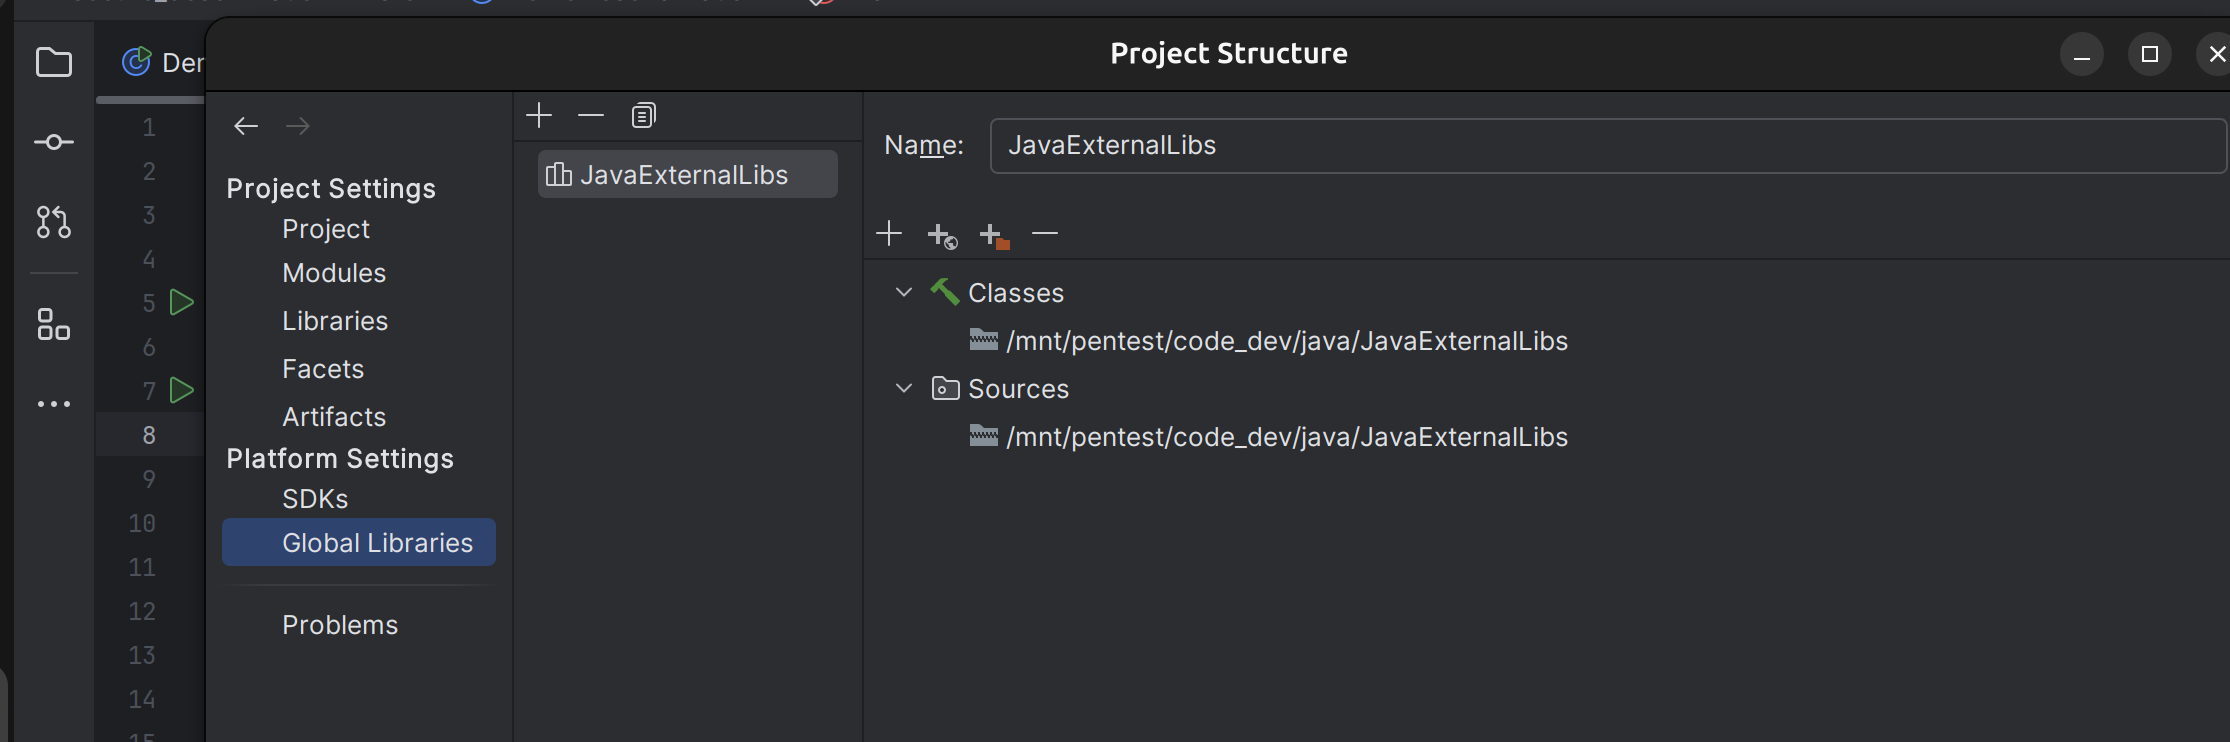 Project Structure
Der
1
2
3
4
5
6
7
8
9
10
11
12
13
14
15
Project Settings
Project
Modules
Libraries
Facets
Artifacts
Platform Settings
SDKs
Global Libraries
Problems
JavaExternalLibs
Name: JavaExternalLibs
Classes
/mnt/pentest/code_dev/java/JavaExternalLibs
Sources
/mnt/pentest/code_dev/java/JavaExternalLibs